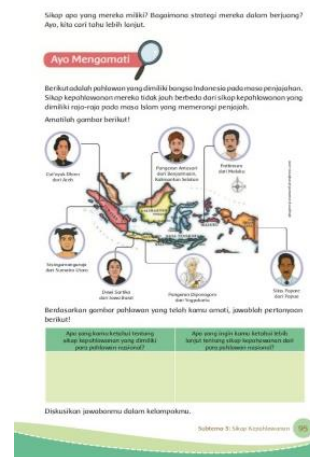 Sikap apa yang mereka miliki? Bagaimana strategi mereka dalam berjuang?
Ayo, kita cari tahu lebih lanjut.
Ayo Mengamati
Berikut adalah pahlawan yang dimiliki bangsa Indonesia pada masa penjajahan.
Sikap kepahlawanan mereka tidak jauh berbeda dari sikap kepahlawanan yang
dimiliki raja-raja pada masa Islam yang memerangi penjajah.
Amatilah gambar berikut!
Cut Nyak Dhien
dari Aceh
Pangeran Antasari
dari Banjarmasin,
Kalimantan Selatan
Pattimura
dari Maluku
Sisingamangaraja
dari Sumatra Utara
Dewi Sartika
dari Jawa Barat
Pangeran Diponegoro
dari Yogyakarta
Silas Papare
dari Papua
Berdasarkan gambar pahlawan yang telah kamu amati, jawablah pertanyaan
berikut!
Apa yang kamu ketahui tentang
sikap kepahlawanan yang dimiliki
para pahlawan nasional?
Apa yang ingin kamu ketahui lebih
lanjut tentang sikap kepahlawanan dari
para pahlawan nasional?
Diskusikan jawabanmu dalam kelompokmu.
Subtema 3: Sikap Kepahlawanan 95